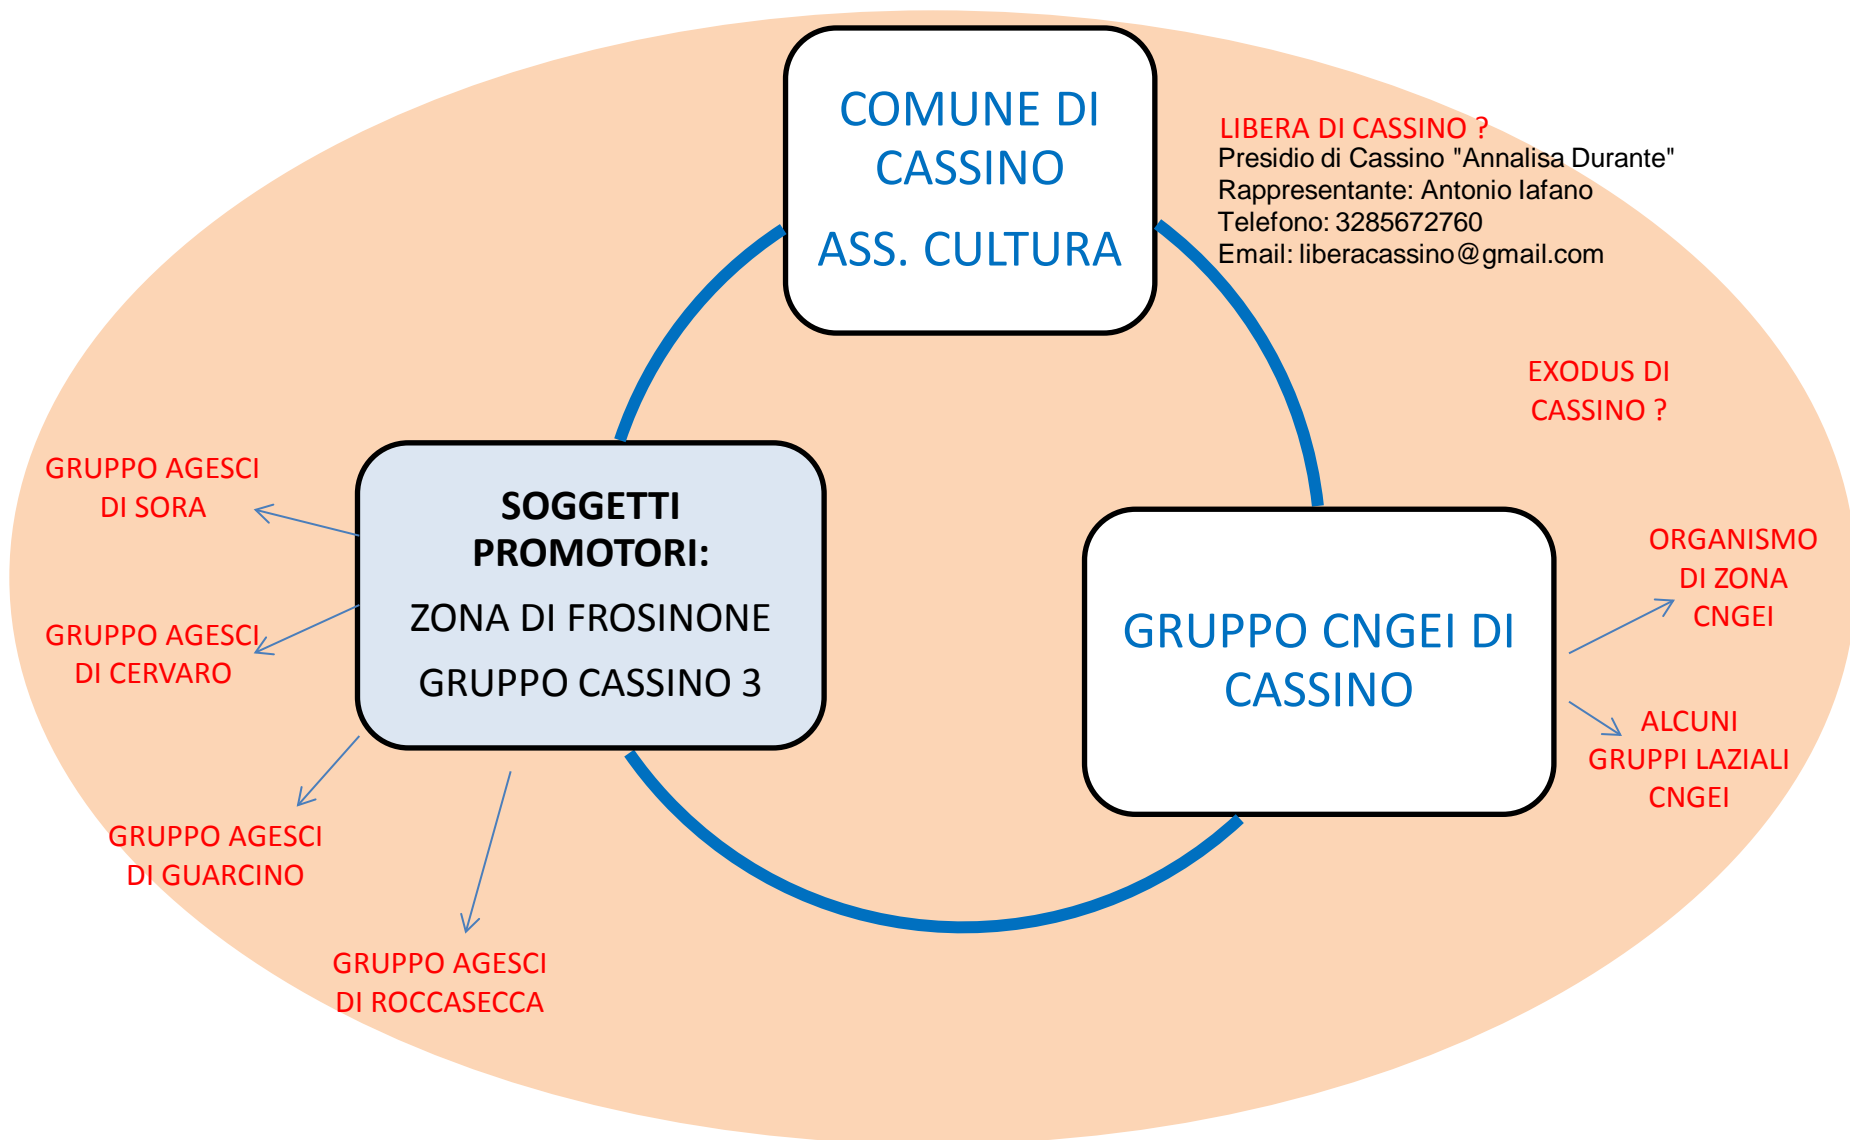 COMUNE DI
CASSINO
ASS. CULTURA
LIBERA DI CASSINO ?
Presidio di Cassino "Annalisa Durante"
Rappresentante: Antonio Iafano
Telefono: 3285672760
Email: liberacassino@gmail.com
EXODUS DI
CASSINO ?
GRUPPO AGESCI
DI SORA
GRUPPO AGESCI
DI CERVARO
SOGGETTI
PROMOTORI:
ZONA DI FROSINONE
GRUPPO CASSINO 3
GRUPPO CNGEI DI
CASSINO
ORGANISMO
DI ZONA
CNGEI
ALCUNI
GRUPPI LAZIALI
CNGEI
GRUPPO AGESCI
DI GUARCINO
GRUPPO AGESCI
DI ROCCASECCA